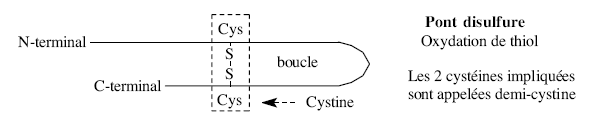 Cys
Pont disulfure
N-terminal
Oxydation de thiol
S
boucle
S
Les 2 cystéines impliquées
C-terminal
sont appelées demi-cystine
Cys
Cystine